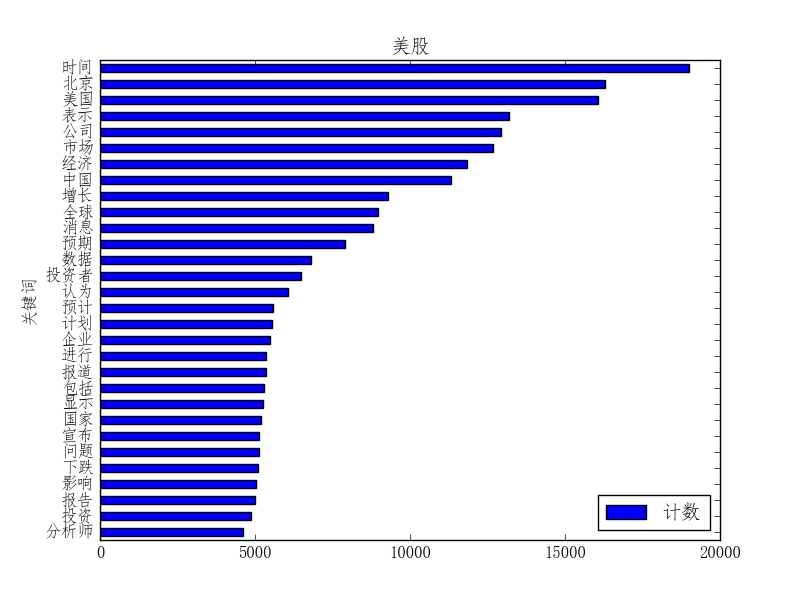 美股
关键词
时间
北京
美国
表示
公司
市场
经济
中国
增长
全球
消息
预期
数据
投资者
认为
预计
计划
企业
进行
报道
包括
显示
国家
宣布
问题
下跌
影响
报告
投资
分析师
计数
0 5000 10000 15000 20000